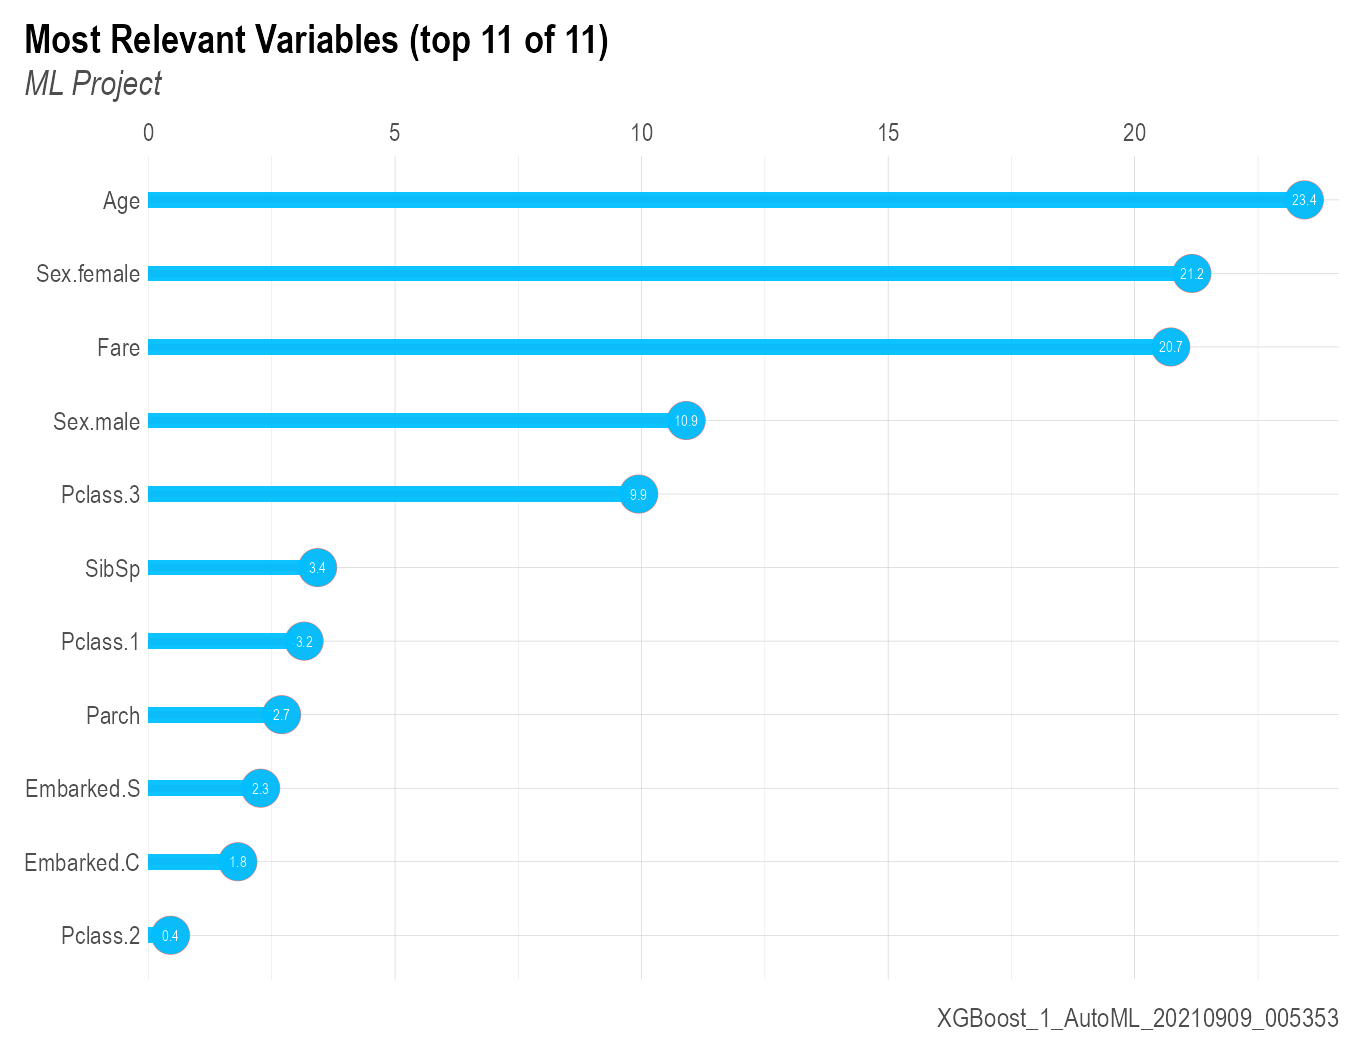 Most Relevant Variables (top 11 of 11)
ML Project
0 5 10 15 20
Age 23.4
Sex.female 21.2
Fare 20.7
Sex.male 10.9
Pclass.3 9.9
SibSp 3.4
Pclass.1 3.2
Parch 2.7
Embarked.S 2.3
Embarked.C 1.8
Pclass.2 0.4
XGBoost_1_AutoML_20210909_005353